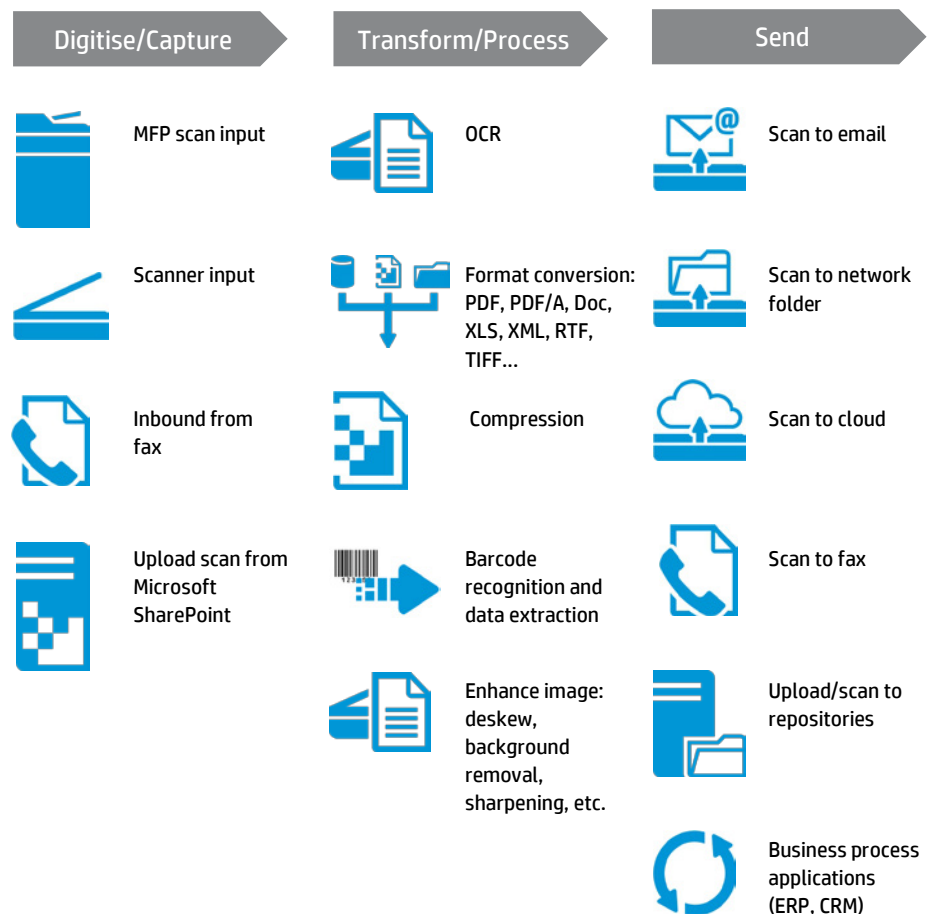 Digitise/Capture
MFP scan input
Scanner input
Inbound from
fax
Upload scan from
Microsoft
SharePoint
Transform/Process
OCR
Format conversion:
PDF, PDF/A, Doc,
XLS, XML, RTF,
TIFF...
Compression
Barcode
recognition and
data extraction
Enhance image:
deskew,
background
removal,
sharpening, etc.
Send
@
Scan to email
Scan to network
folder
Scan to cloud
Scan to fax
Upload/scan to
repositories
Business process
applications
(ERP, CRM)